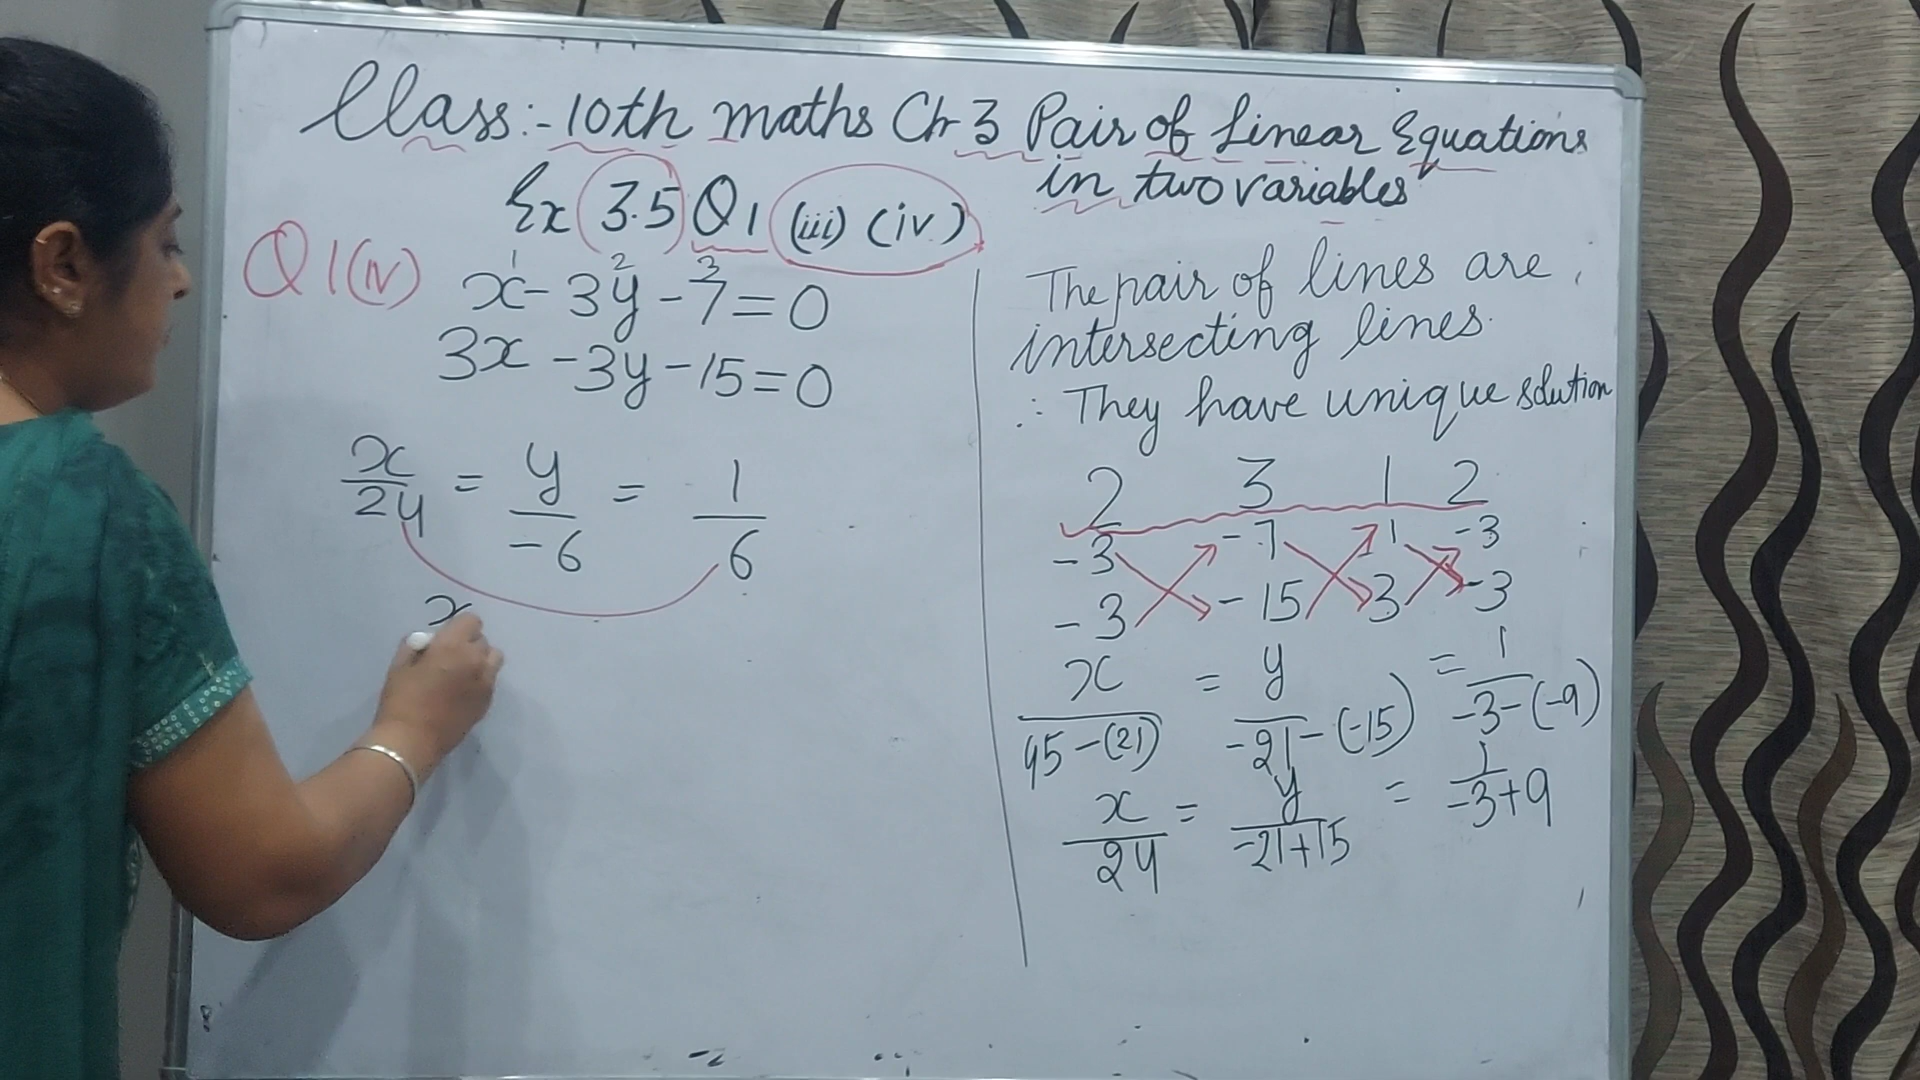 Class:- 10th maths Ch 3 Pair of Linear Equations
in two variables
Ex 3.5 Q1 (iii) (iv)
Q1(iv)
1 2 3
x - 3y - 7 = 0
3x - 3y - 15 = 0
x/24 = y/-6 = 1/6
x
The pair of lines are
intersecting lines.
∴ They have unique solution
2 3 1 2
-3 -7 1 -3
-3 -15 3 -3
x/45-(21) = y/-21-(-15) = 1/-3-(-9)
x/24 = y/-21+15 = 1/-3+9